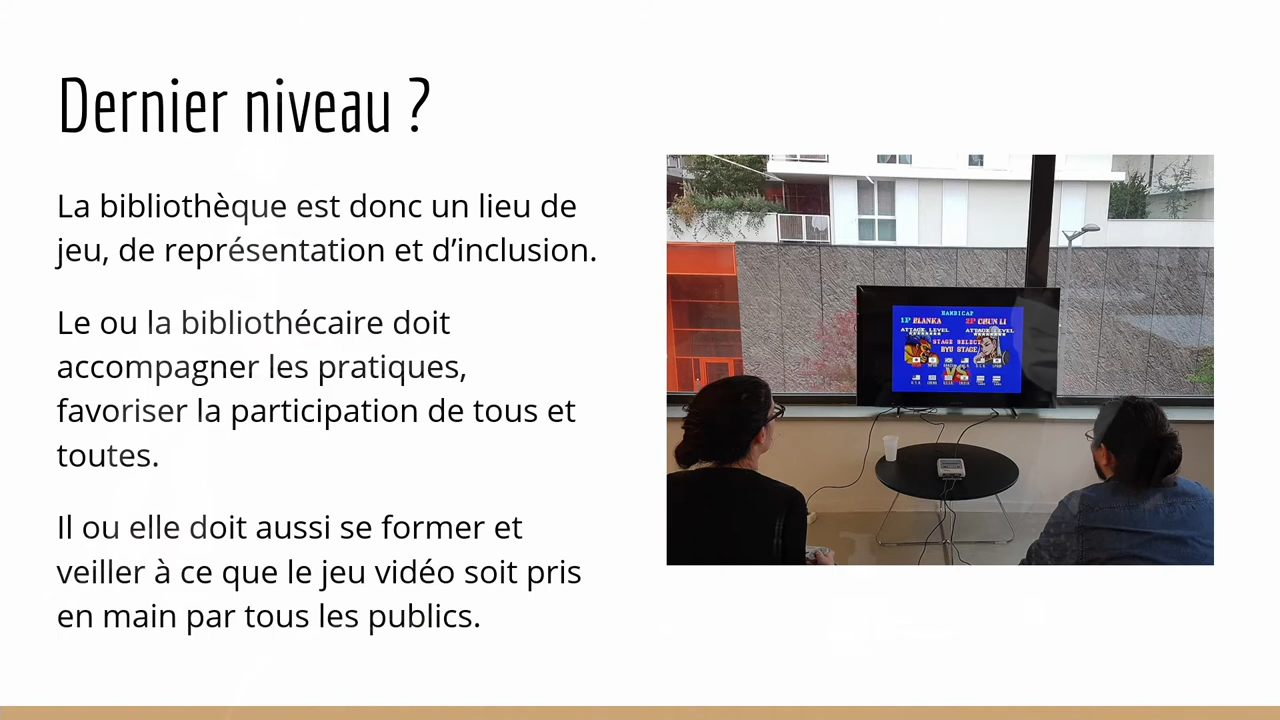 Dernier niveau ?
La bibliothèque est donc un lieu de
jeu, de représentation et d’inclusion.
Le ou la bibliothécaire doit
accompagner les pratiques,
favoriser la participation de tous et
toutes.
Il ou elle doit aussi se former et
veiller à ce que le jeu vidéo soit pris
en main par tous les publics.
HANDICAP
1P BLANKA 2P CHUN LI
ATTACK LEVEL ATTACK LEVEL
STAGE SELECT
RYU STAGE
VS